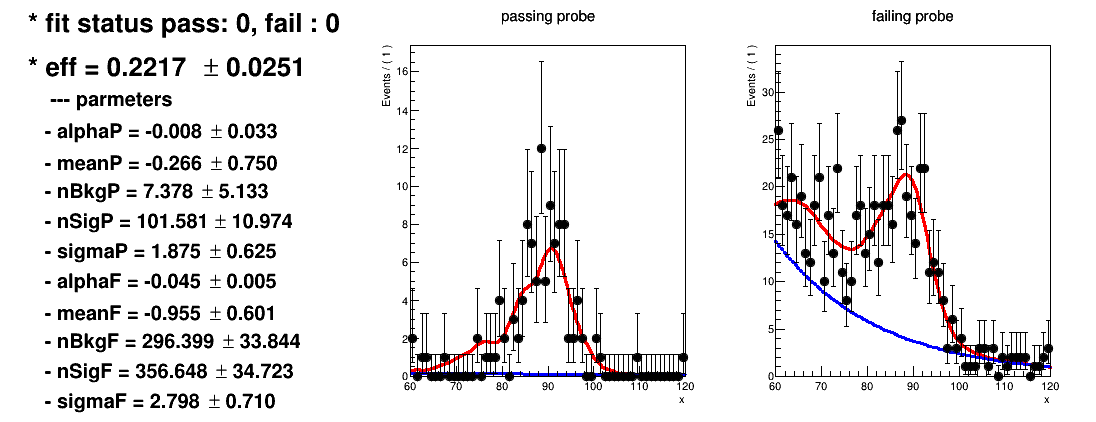 * fit status pass: 0, fail : 0
* eff = 0.2217 ± 0.0251
--- parmeters
- alphaP = -0.008 ± 0.033
- meanP = -0.266 ± 0.750
- nBkgP = 7.378 ± 5.133
- nSigP = 101.581 ± 10.974
- sigmaP = 1.875 ± 0.625
- alphaF = -0.045 ± 0.005
- meanF = -0.955 ± 0.601
- nBkgF = 296.399 ± 33.844
- nSigF = 356.648 ± 34.723
- sigmaF = 2.798 ± 0.710
passing probe
Events / ( 1 )
16
14
12
10
8
6
4
2
0
60 70 80 90 100 110 120
x
failing probe
Events / ( 1 )
30
25
20
15
10
5
0
60 70 80 90 100 110 120
x